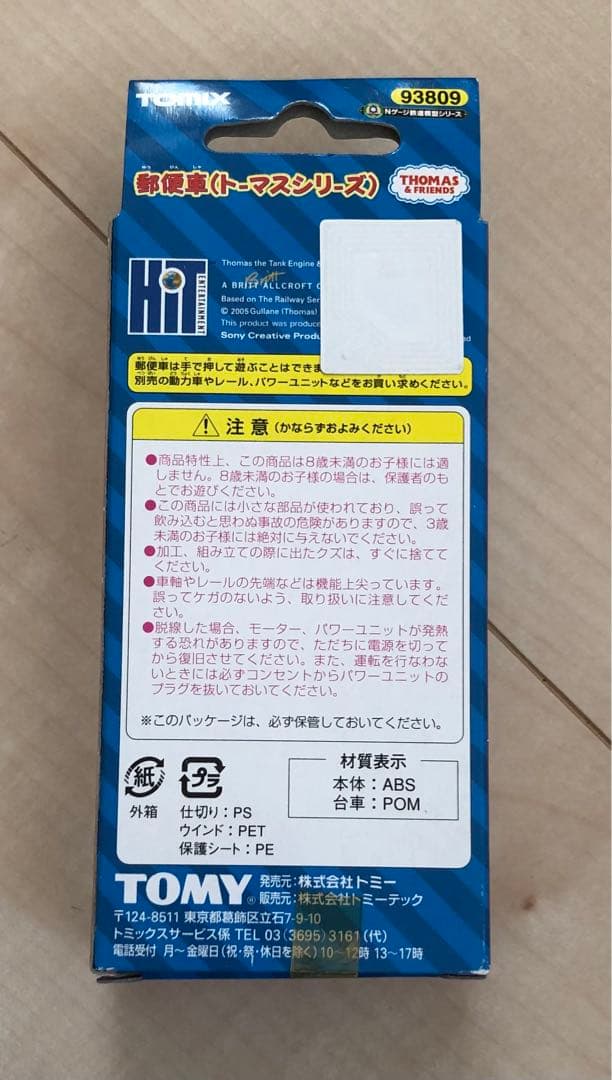 TOMIX
93809
Nゲージ鉄道模型シリーズ
ゆう びん しゃ
郵便車(トーマスシリーズ)
THOMAS
& FRIENDS
HiT
ENTERTAINMENT
Thomas the Tank Engine &
A BRITT ALLCROFT
Based on The Railway Ser
© 2005 Gullane (Thomas)
This product was produce
Sony Creative Produ
郵便車は手で押して遊ぶことはできま
別売の動力車やレール、パワーユニットなどをお買い求めください。
注意(かならずおよみください)
●商品特性上、この商品は8歳未満のお子様には適
しません。8歳未満のお子様の場合は、保護者のも
とでお遊びください。
●この商品には小さな部品が使われており、誤って
飲み込むと思わぬ事故の危険がありますので、3歳
未満のお子様には絶対に与えないでください。
●加工、組み立ての際に出たクズは、すぐに捨てて
ください。
●車軸やレールの先端などは機能上尖っています。
誤ってケガのないよう、取り扱いに注意してくだ
さい。
●脱線した場合、モーター、パワーユニットが発熱
する恐れがありますので、ただちに電源を切って
から復旧させてください。また、運転を行なわな
いときには必ずコンセントからパワーユニットの
プラグを抜いておいてください。
※このパッケージは、必ず保管しておいてください。
紙
外箱
プラ
仕切り:PS
ウインド:PET
保護シート:PE
材質表示
本体:ABS
台車:POM
TOMY®
発売元:株式会社トミー
販売元:株式会社トミーテック
〒124-8511 東京都葛飾区立石7-9-10
トミックスサービス係 TEL 03(3695)3161(代)
電話受付 月〜金曜日(祝・祭・休日を除く)10〜12時 13〜17時